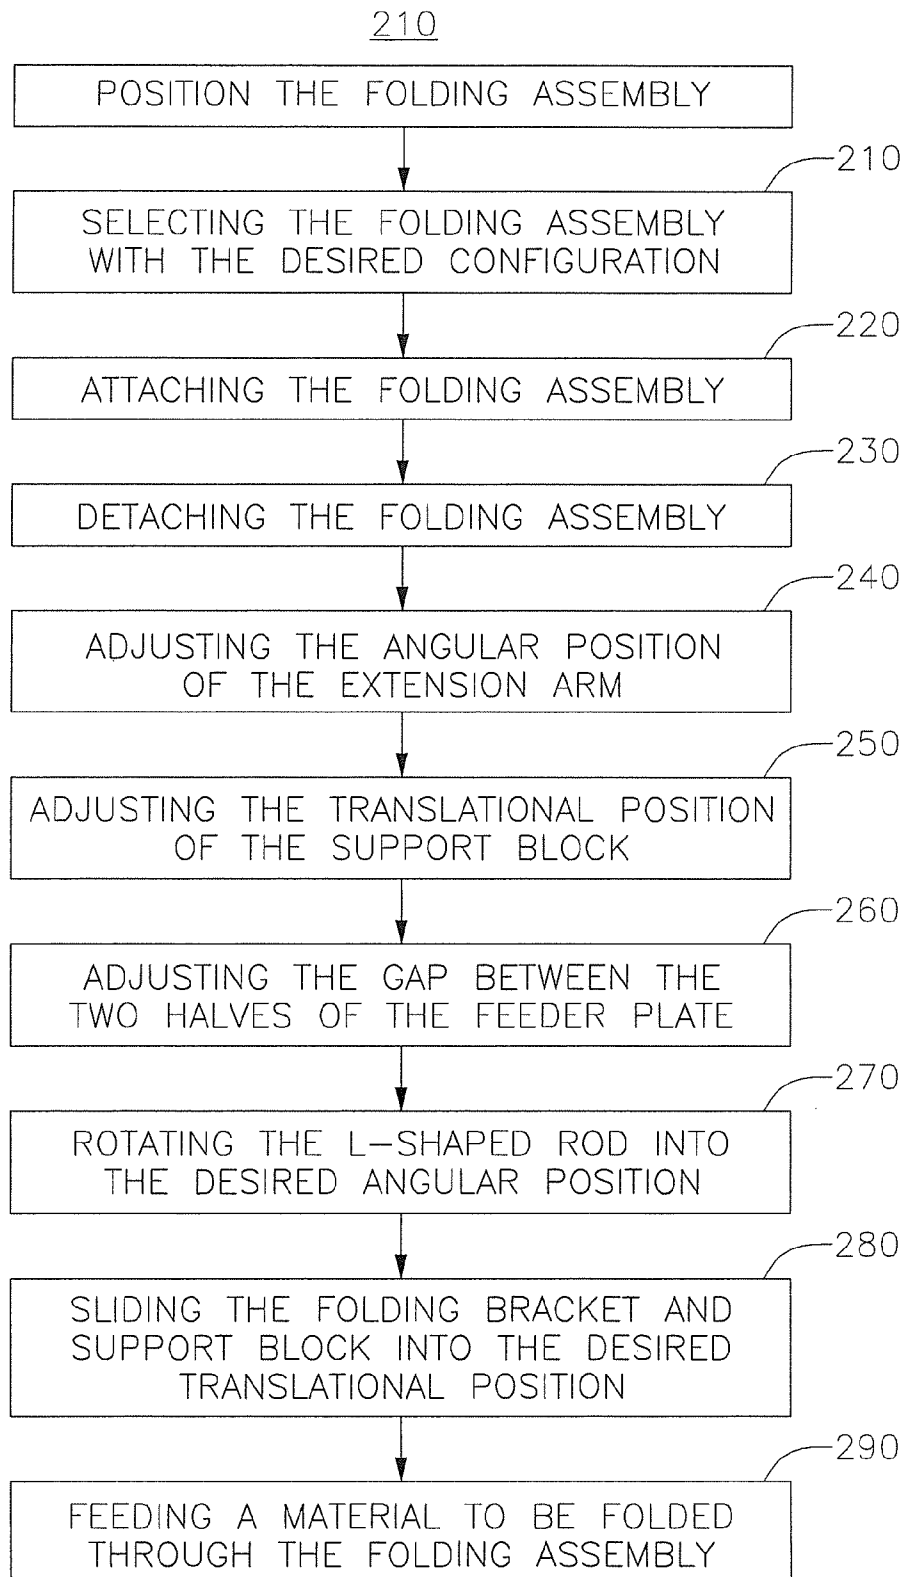 210
POSITION THE FOLDING ASSEMBLY
210
SELECTING THE FOLDING ASSEMBLY
WITH THE DESIRED CONFIGURATION
220
ATTACHING THE FOLDING ASSEMBLY
230
DETACHING THE FOLDING ASSEMBLY
240
ADJUSTING THE ANGULAR POSITION
OF THE EXTENSION ARM
250
ADJUSTING THE TRANSLATIONAL POSITION
OF THE SUPPORT BLOCK
260
ADJUSTING THE GAP BETWEEN THE
TWO HALVES OF THE FEEDER PLATE
270
ROTATING THE L-SHAPED ROD INTO
THE DESIRED ANGULAR POSITION
280
SLIDING THE FOLDING BRACKET AND
SUPPORT BLOCK INTO THE DESIRED
TRANSLATIONAL POSITION
290
FEEDING A MATERIAL TO BE FOLDED
THROUGH THE FOLDING ASSEMBLY